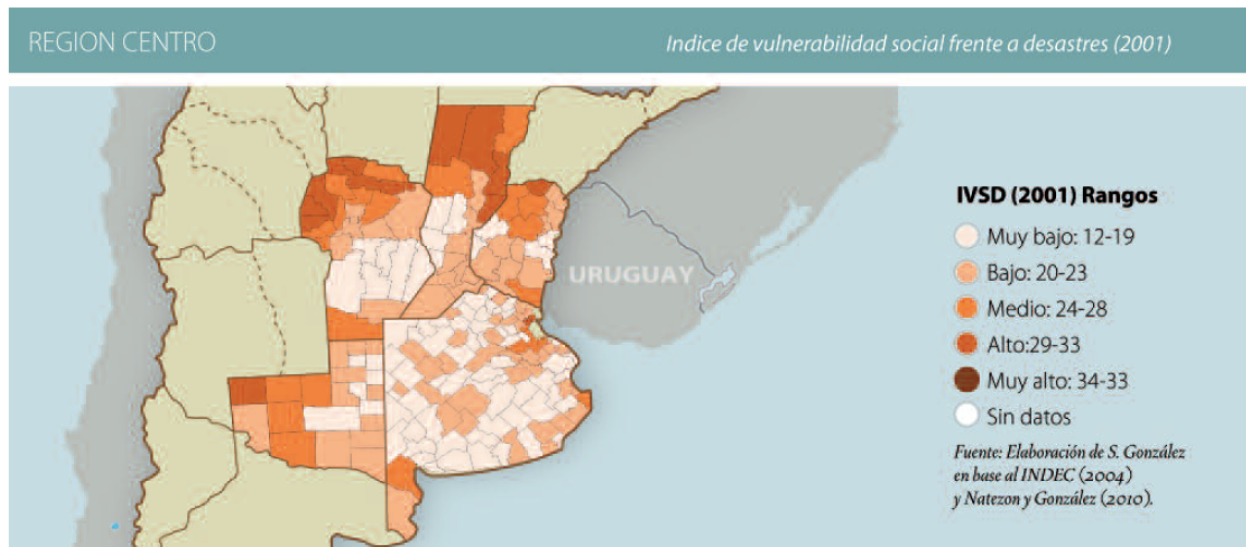 REGION CENTRO
Indice de vulnerabilidad social frente a desastres (2001)
URUGUAY
IVSD (2001) Rangos
Muy bajo: 12-19
Bajo: 20-23
Medio: 24-28
Alto:29-33
Muy alto: 34-33
Sin datos
Fuente: Elaboración de S. González
en base al INDEC (2004)
y Natezon y González (2010).